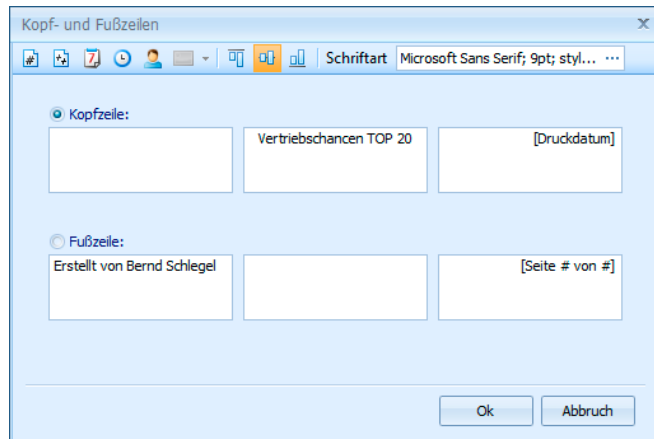 Kopf- und Fußzeilen
Schriftart Microsoft Sans Serif; 9pt; styl... ...
Kopfzeile:
Vertriebschancen TOP 20 [Druckdatum]
Fußzeile:
Erstellt von Bernd Schlegel [Seite # von #]
Ok Abbruch